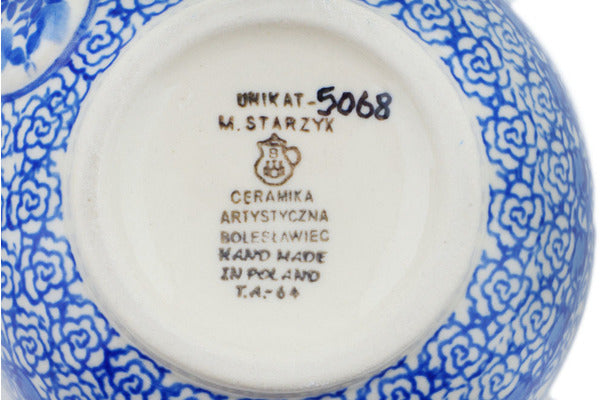 UNIKAT-5068
M. STARZYK
B
CERAMIKA
ARTYSTYCZNA
BOLESŁAWIEC
HAND MADE
IN POLAND
T.A.-64